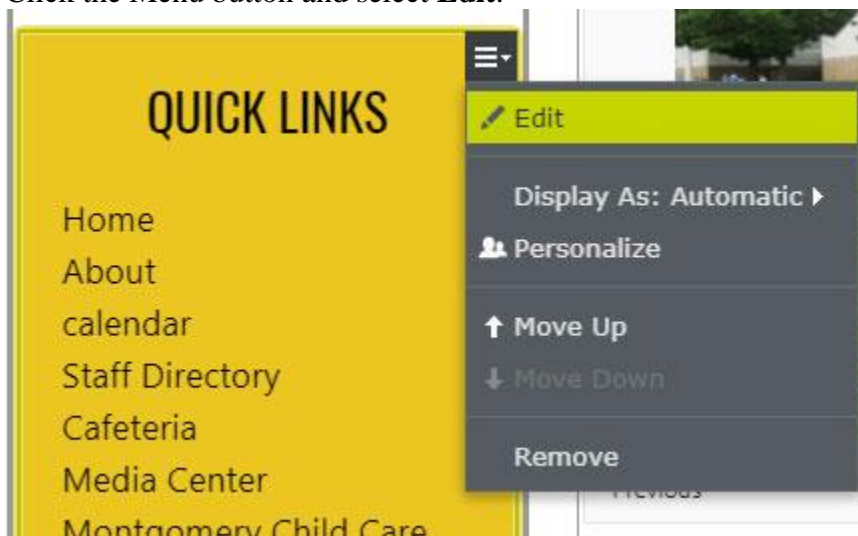 Click the Menu button and select Edit.
QUICK LINKS
Home
About
calendar
Staff Directory
Cafeteria
Media Center
Montgomery Child Care
Edit
Display As: Automatic
Personalize
Move Up
Move Down
Remove
Previous